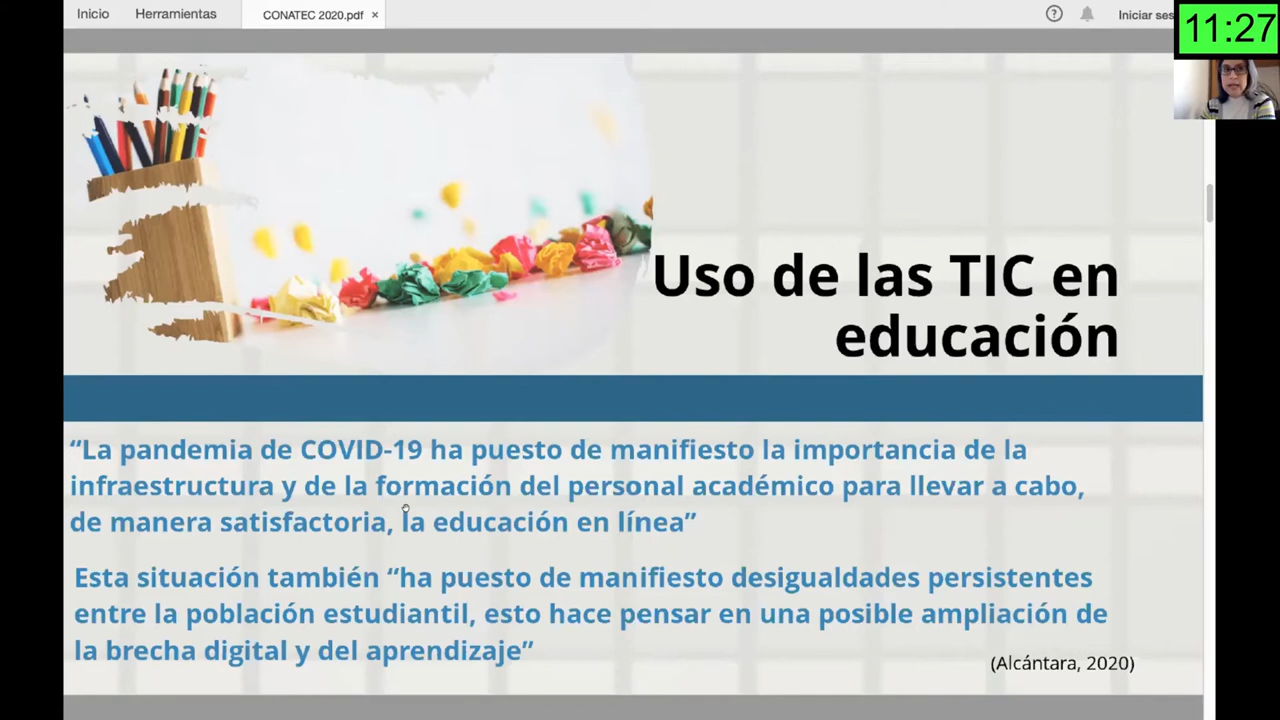 Inicio Herramientas CONATEC 2020.pdf × ? Iniciar ses
11:27
Uso de las TIC en
educación
“La pandemia de COVID-19 ha puesto de manifiesto la importancia de la
infraestructura y de la formación del personal académico para llevar a cabo,
de manera satisfactoria, la educación en línea”
Esta situación también “ha puesto de manifiesto desigualdades persistentes
entre la población estudiantil, esto hace pensar en una posible ampliación de
la brecha digital y del aprendizaje”
(Alcántara, 2020)